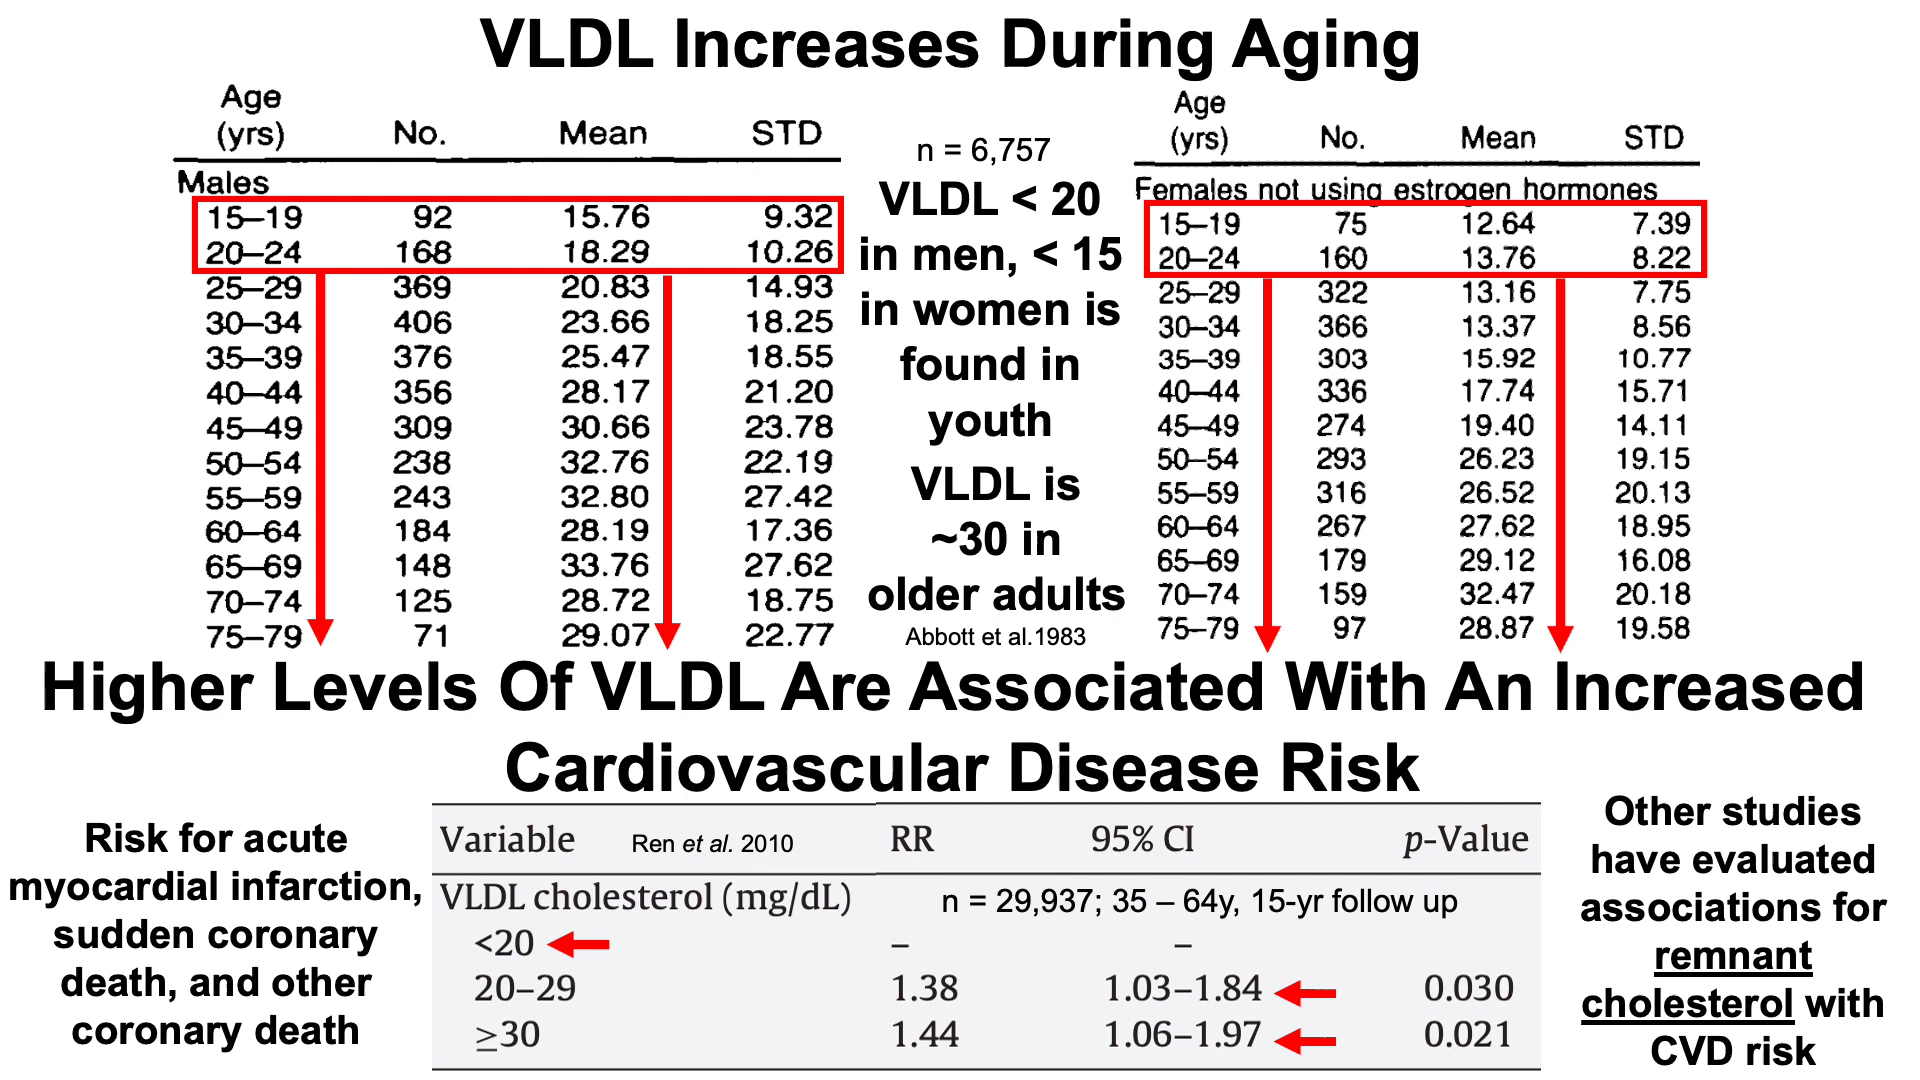 VLDL Increases During Aging
Age
(yrs) No. Mean STD
Males
15–19 92 15.76 9.32
20–24 168 18.29 10.26
25–29 369 20.83 14.93
30–34 406 23.66 18.25
35–39 376 25.47 18.55
40–44 356 28.17 21.20
45–49 309 30.66 23.78
50–54 238 32.76 22.19
55–59 243 32.80 27.42
60–64 184 28.19 17.36
65–69 148 33.76 27.62
70–74 125 28.72 18.75
75–79 71 29.07 22.77
n = 6,757
VLDL < 20
in men, < 15
in women is
found in
youth
VLDL is
~30 in
older adults
Abbott et al.1983
Age
(yrs) No. Mean STD
Females not using estrogen hormones
15–19 75 12.64 7.39
20–24 160 13.76 8.22
25–29 322 13.16 7.75
30–34 366 13.37 8.56
35–39 303 15.92 10.77
40–44 336 17.74 15.71
45–49 274 19.40 14.11
50–54 293 26.23 19.15
55–59 316 26.52 20.13
60–64 267 27.62 18.95
65–69 179 29.12 16.08
70–74 159 32.47 20.18
75–79 97 28.87 19.58
Higher Levels Of VLDL Are Associated With An Increased
Cardiovascular Disease Risk
Risk for acute
myocardial infarction,
sudden coronary
death, and other
coronary death
Variable Ren et al. 2010 RR 95% CI p-Value
VLDL cholesterol (mg/dL) n = 29,937; 35 – 64y, 15-yr follow up
<20 – –
20–29 1.38 1.03–1.84 0.030
≥30 1.44 1.06–1.97 0.021
Other studies
have evaluated
associations for
remnant
cholesterol with
CVD risk